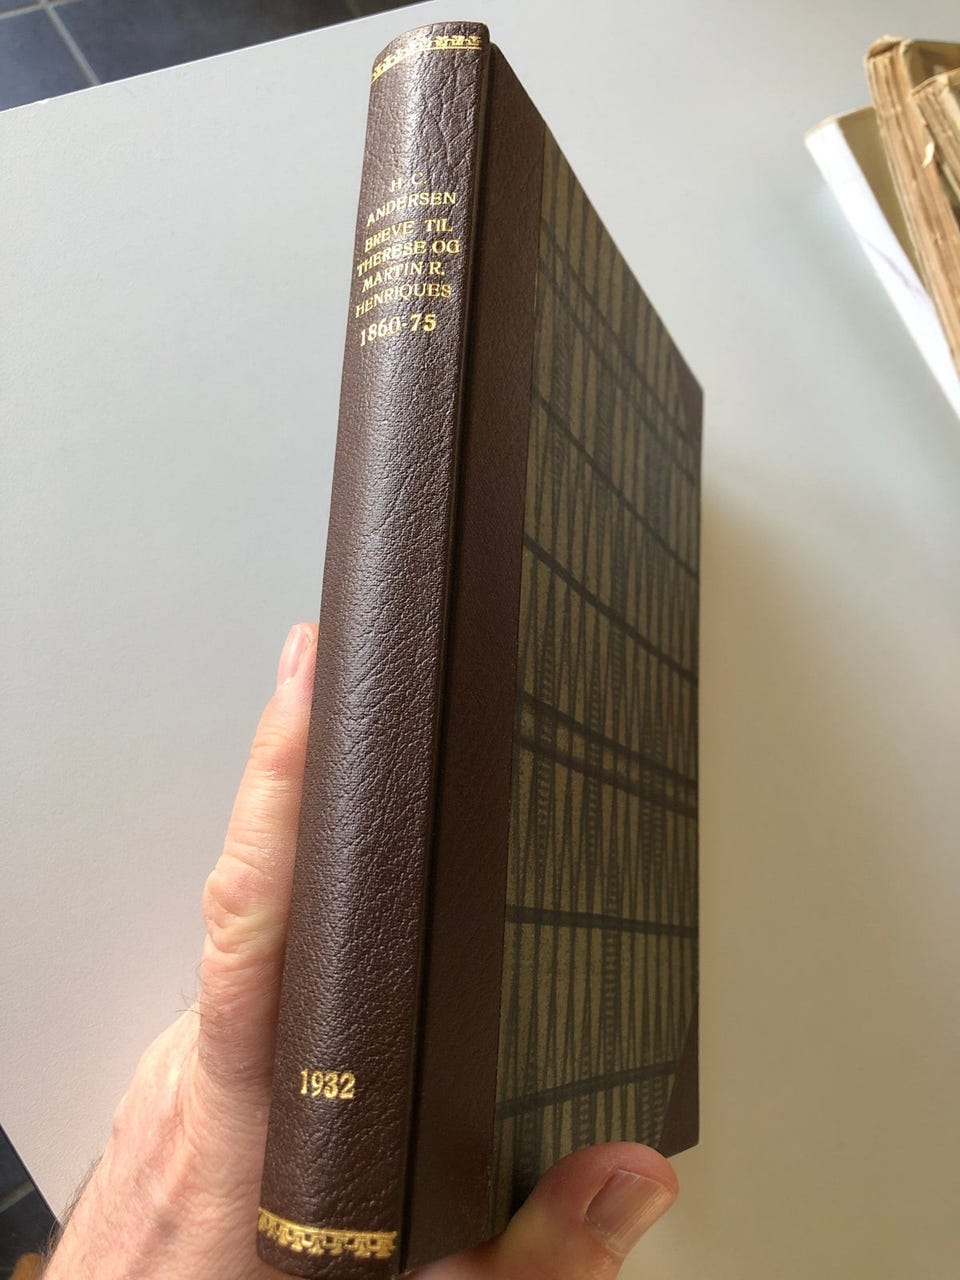 H. C.
ANDERSEN
BREVE TIL
THERESE OG
MARTIN R.
HENRIQUES
1860-75
1932